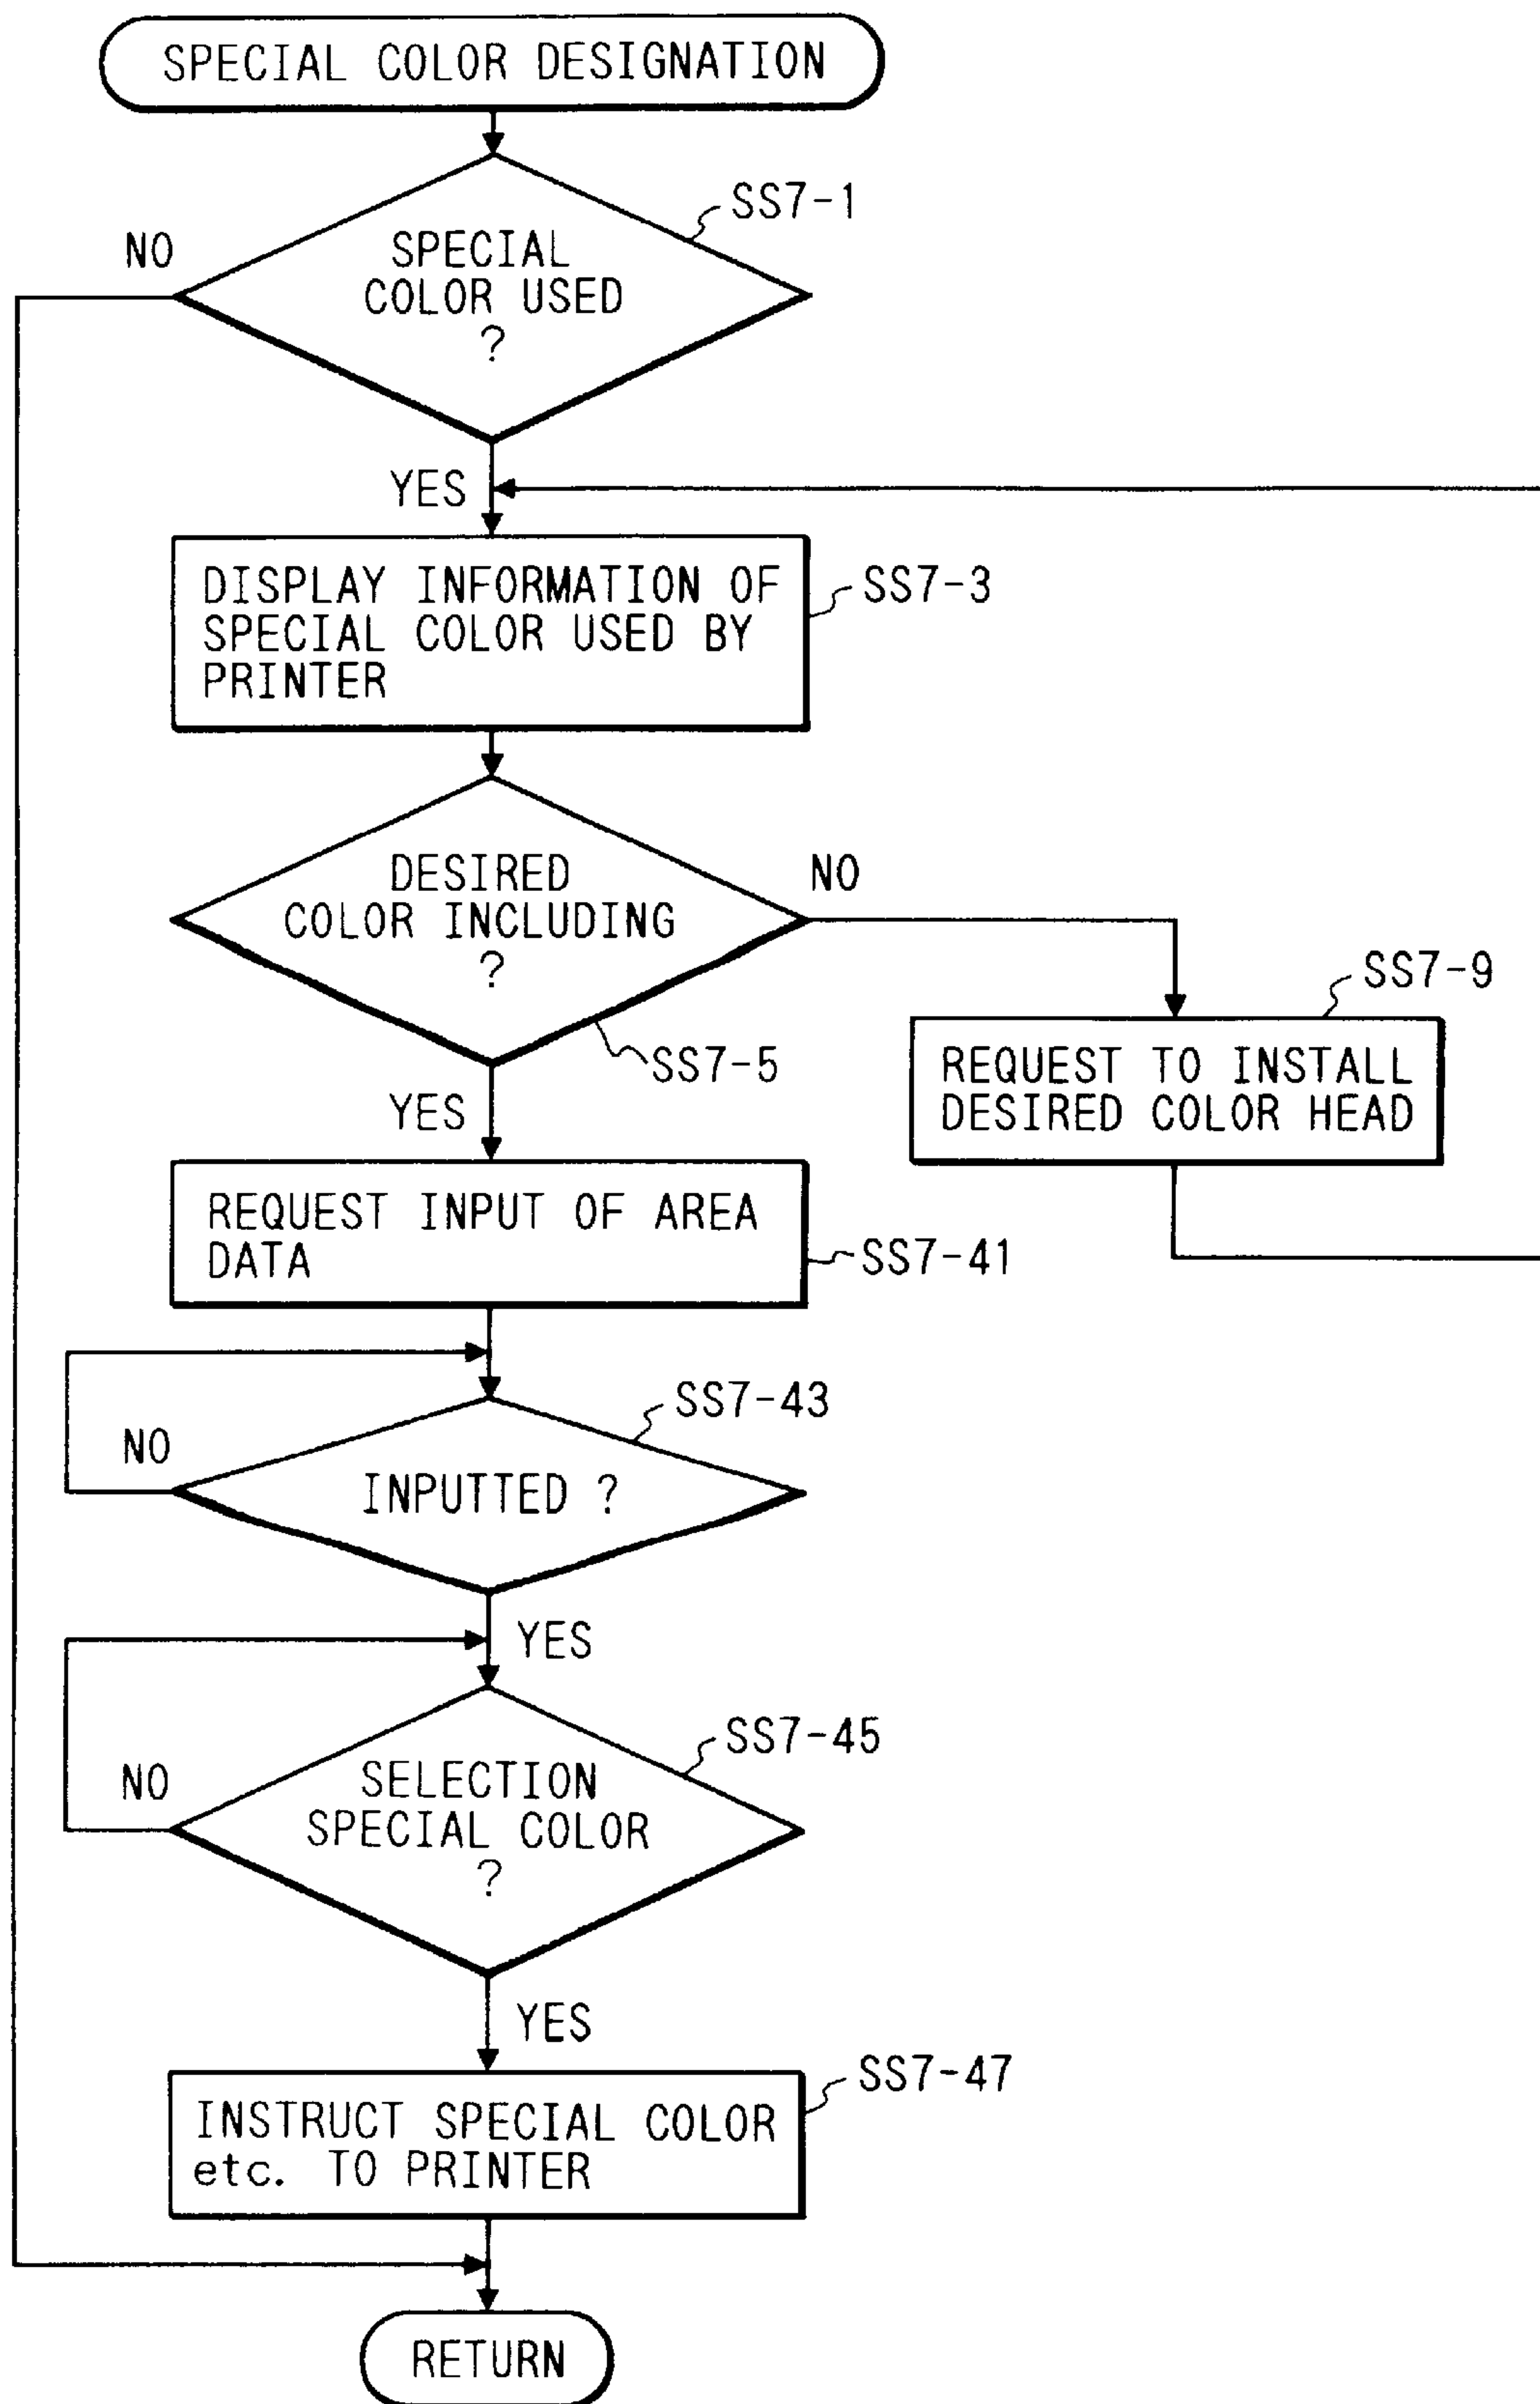 SPECIAL COLOR DESIGNATION
SS7-1
NO
SPECIAL
COLOR USED
?
YES
DISPLAY INFORMATION OF
SPECIAL COLOR USED BY
PRINTER
SS7-3
DESIRED
COLOR INCLUDING
?
NO
SS7-5
SS7-9
REQUEST TO INSTALL
DESIRED COLOR HEAD
YES
REQUEST INPUT OF AREA
DATA
SS7-41
SS7-43
NO
INPUTTED ?
YES
SS7-45
NO
SELECTION
SPECIAL COLOR
?
YES
SS7-47
INSTRUCT SPECIAL COLOR
etc. TO PRINTER
RETURN